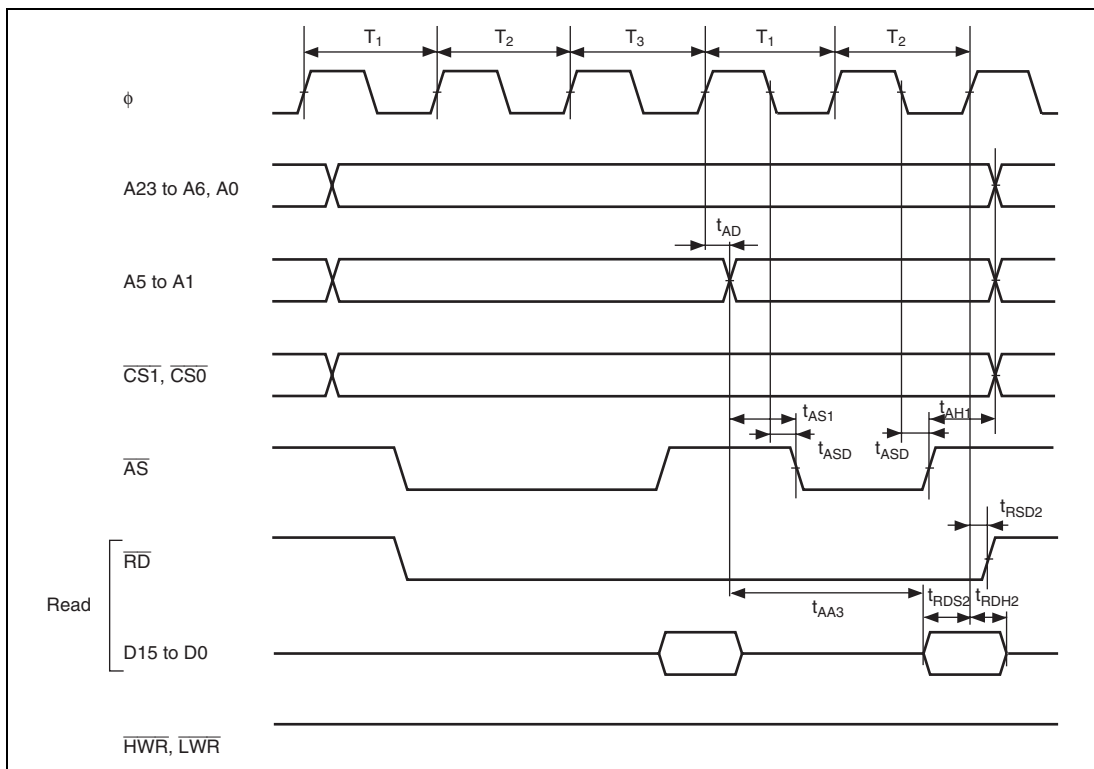 T1 T2 T3 T1 T2
φ
A23 to A6, A0
tAD
A5 to A1
CS1, CS0
tAS1 tAH1
tASD tASD
AS
tRSD2
RD
Read
tAA3 tRDS2 tRDH2
D15 to D0
HWR, LWR